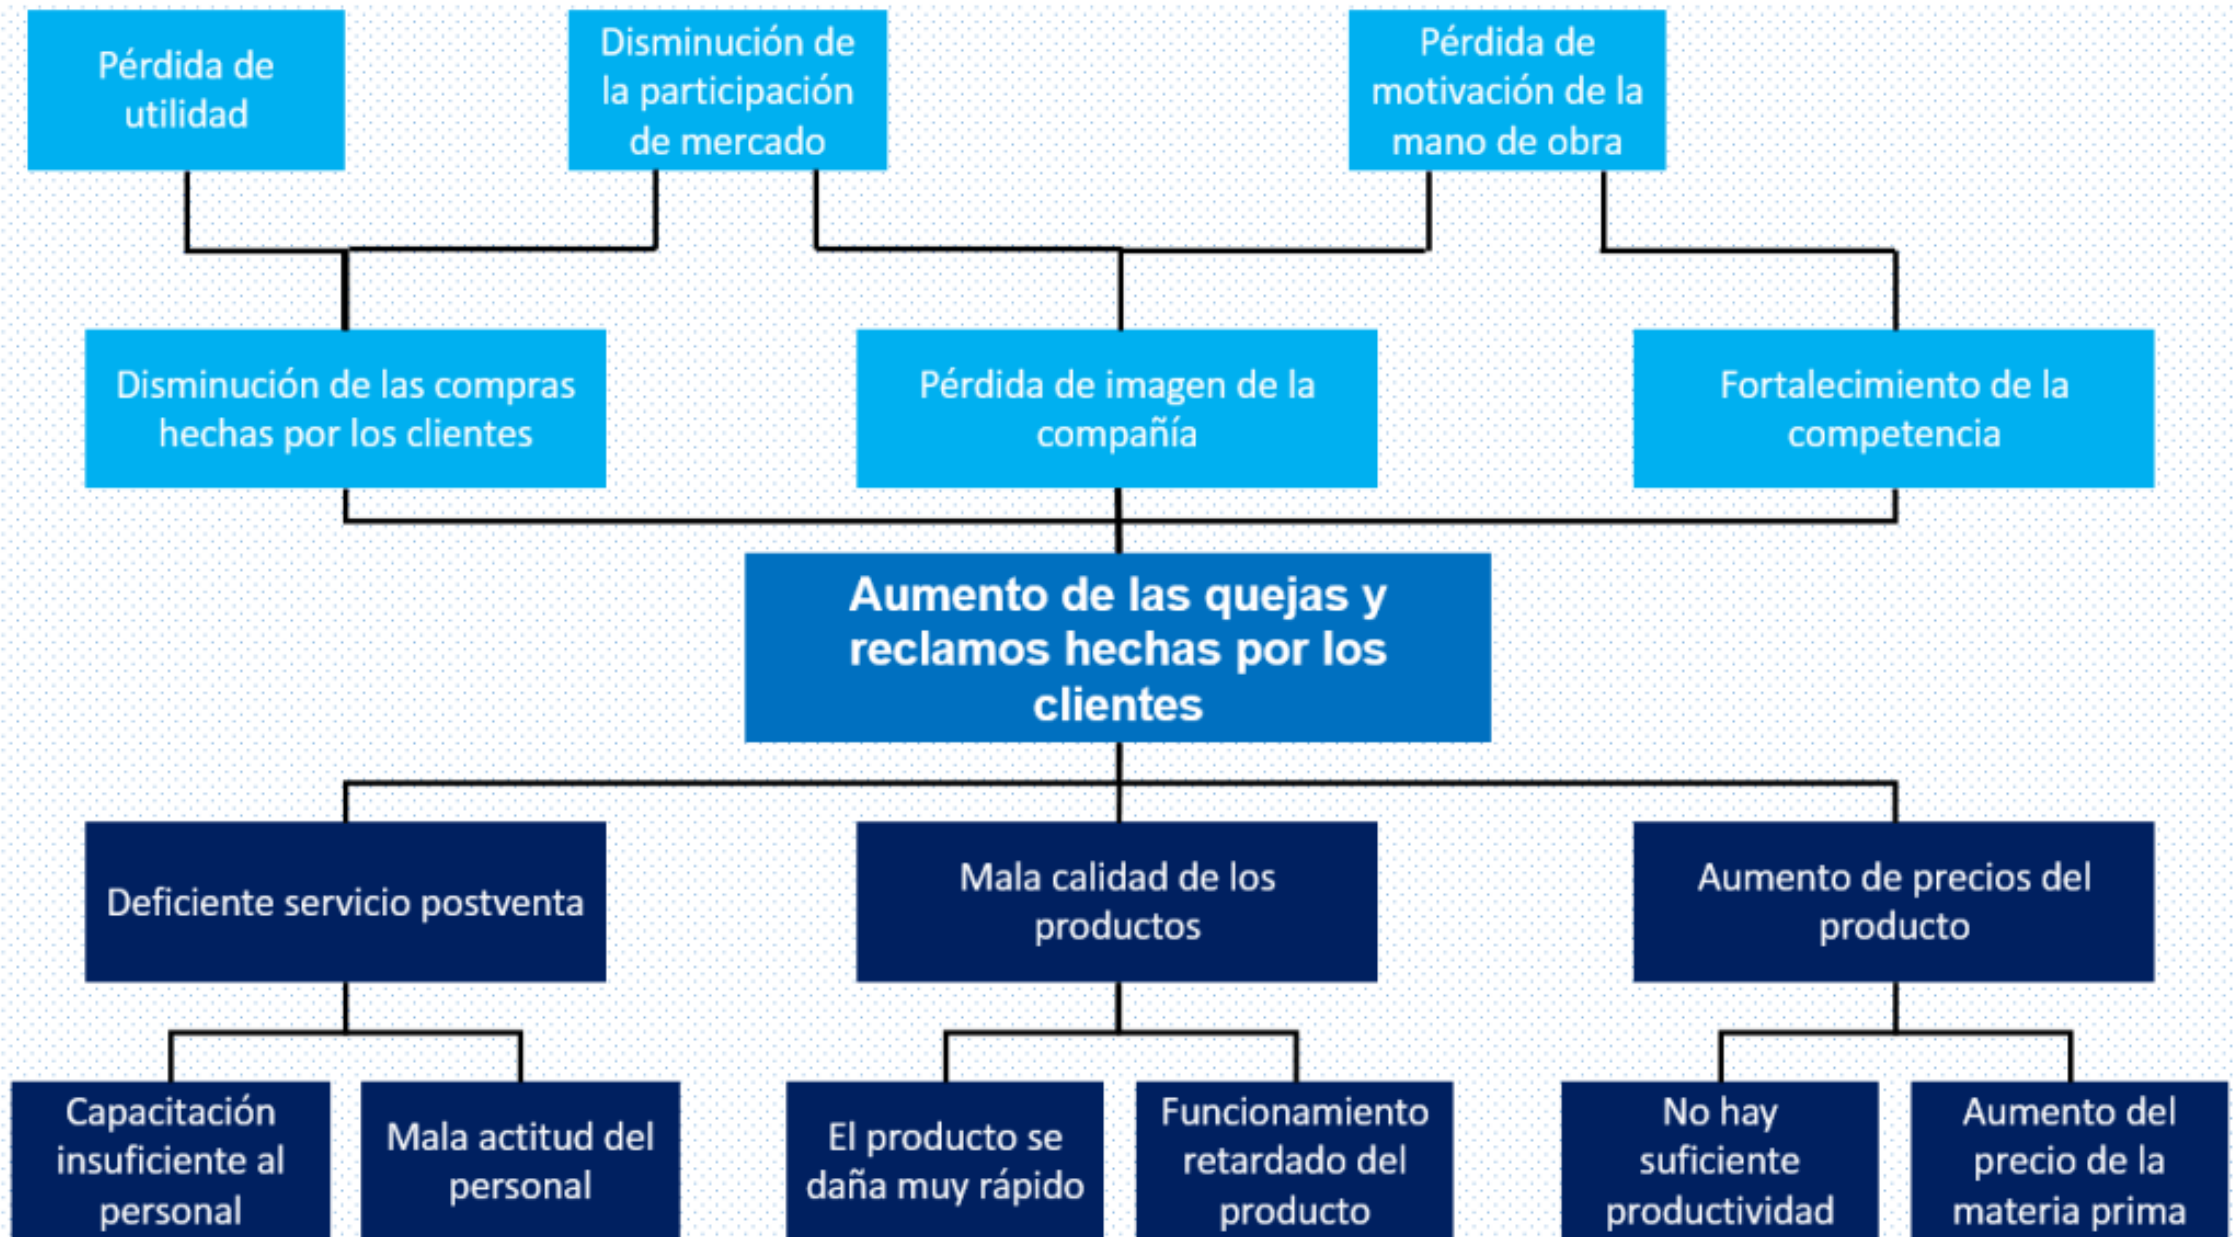 Pérdida de
utilidad
Disminución de
la participación
de mercado
Pérdida de
motivación de la
mano de obra
Disminución de las compras
hechas por los clientes
Pérdida de imagen de la
compañía
Fortalecimiento de la
competencia
Aumento de las quejas y
reclamos hechas por los
clientes
Deficiente servicio postventa
Mala calidad de los
productos
Aumento de precios del
producto
Capacitación
insuficiente al
personal
Mala actitud del
personal
El producto se
daña muy rápido
Funcionamiento
retardado del
producto
No hay
suficiente
productividad
Aumento del
precio de la
materia prima